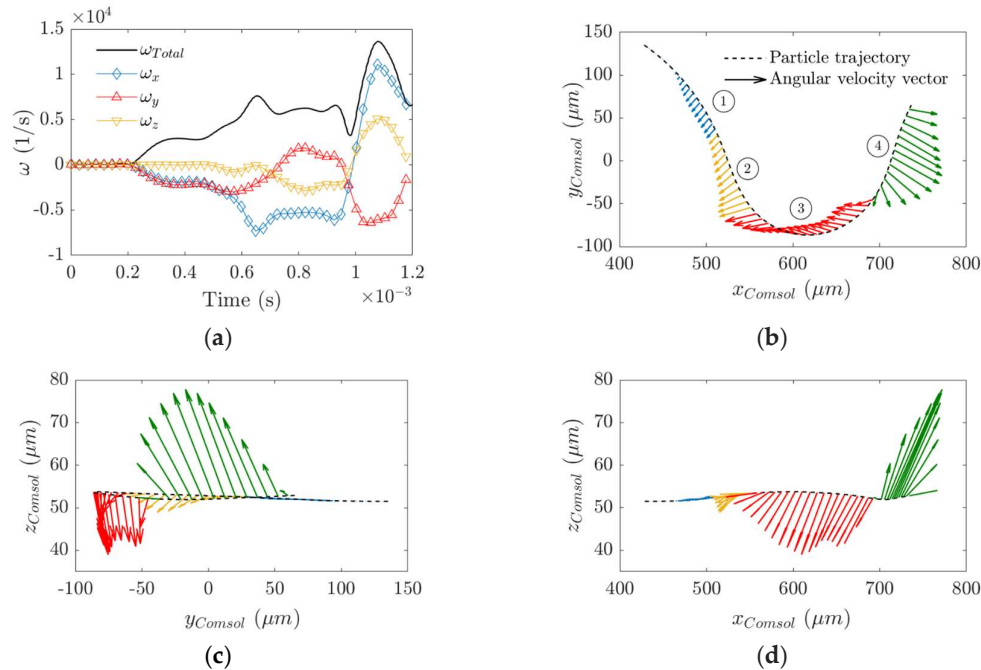 ×10⁴
1.5
1
0.5
0
-0.5
-1
ω (1/s)
ω_Total
ω_x
ω_y
ω_z
0 0.2 0.4 0.6 0.8 1 1.2
Time (s)
×10⁻³
(a)
150
100
50
0
-50
-100
y_Comsol (μm)
Particle trajectory
Angular velocity vector
1
2
3
4
400 500 600 700 800
x_Comsol (μm)
(b)
80
70
60
50
40
z_Comsol (μm)
-100 -50 0 50 100 150
y_Comsol (μm)
(c)
80
70
60
50
40
z_Comsol (μm)
400 500 600 700 800
x_Comsol (μm)
(d)